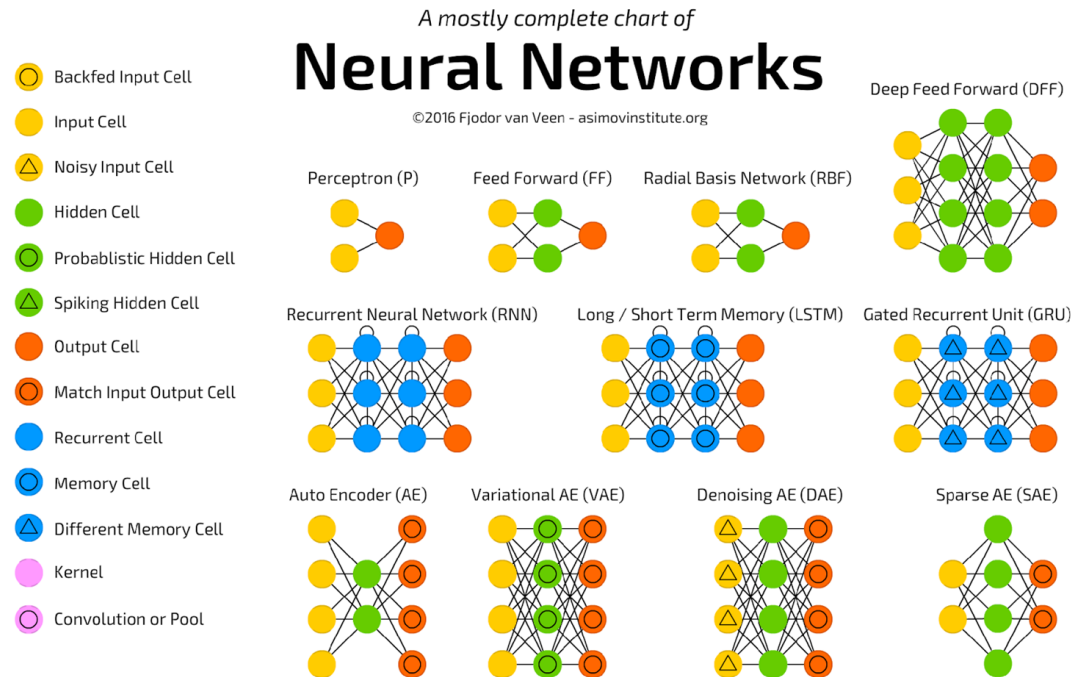 A mostly complete chart of
Neural Networks
©2016 Fjodor van Veen - asimovinstitute.org
Backfed Input Cell
Input Cell
Noisy Input Cell
Hidden Cell
Probablistic Hidden Cell
Spiking Hidden Cell
Output Cell
Match Input Output Cell
Recurrent Cell
Memory Cell
Different Memory Cell
Kernel
Convolution or Pool
Deep Feed Forward (DFF)
Perceptron (P)
Feed Forward (FF)
Radial Basis Network (RBF)
Recurrent Neural Network (RNN)
Long / Short Term Memory (LSTM)
Gated Recurrent Unit (GRU)
Auto Encoder (AE)
Variational AE (VAE)
Denoising AE (DAE)
Sparse AE (SAE)